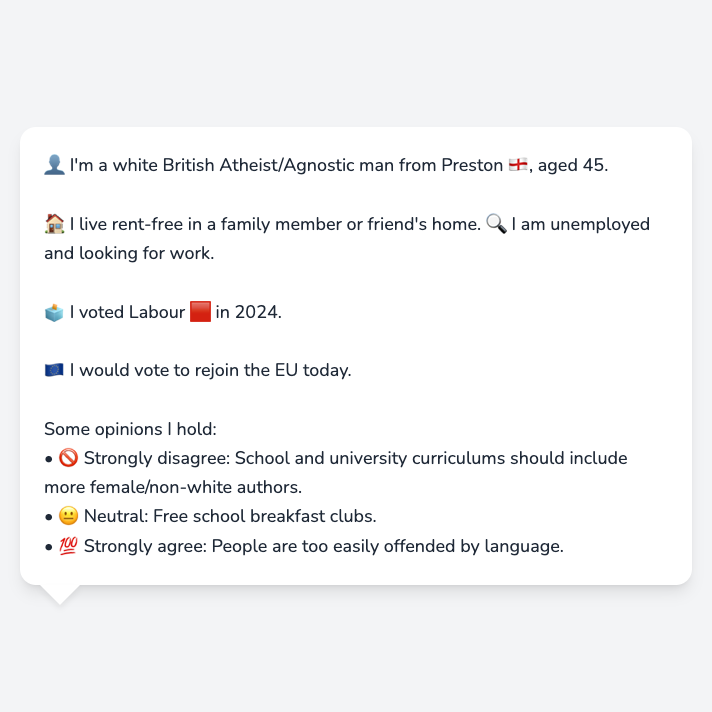 👤 I'm a white British Atheist/Agnostic man from Preston 🏴󠁧󠁢󠁥󠁮󠁧󠁿, aged 45.
🏠 I live rent-free in a family member or friend's home. 🔍 I am unemployed
and looking for work.
🗳️ I voted Labour 🟥 in 2024.
🇪🇺 I would vote to rejoin the EU today.
Some opinions I hold:
• 🚫 Strongly disagree: School and university curriculums should include
more female/non-white authors.
• 😐 Neutral: Free school breakfast clubs.
• 💯 Strongly agree: People are too easily offended by language.